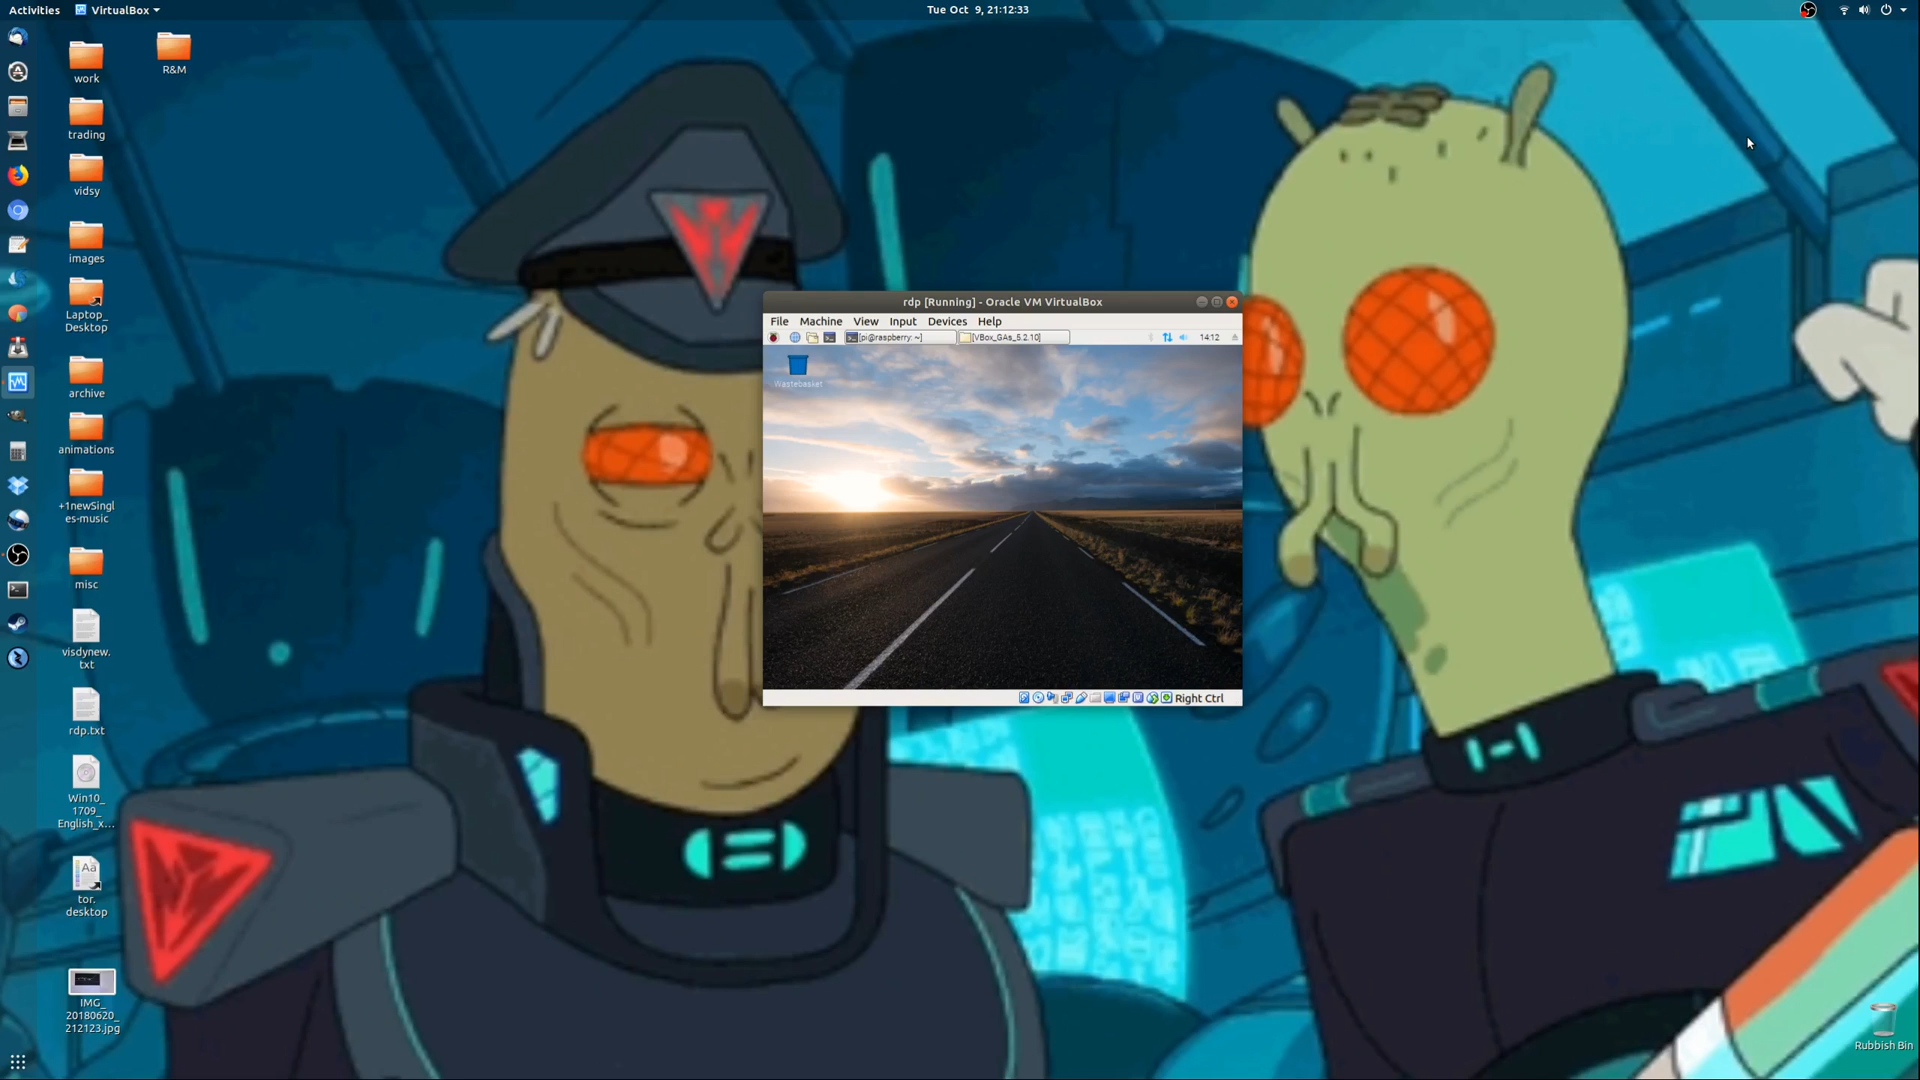 Activities
VirtualBox
Tue Oct 9, 21:12:33
work
R&M
trading
vidsy
images
Laptop_
Desktop
archive
animations
+1newSingl
es-music
misc
visdynew.
txt
rdp.txt
Win10_
1709_
English_x...
Aa
tor.
desktop
IMG_
20180620_
212123.jpg
rdp [Running] - Oracle VM VirtualBox
File Machine View Input Devices Help
[pi@raspberry: ~]
[VBox_GAs_5.2.10]
14:12
Wastebasket
Right Ctrl
Rubbish Bin